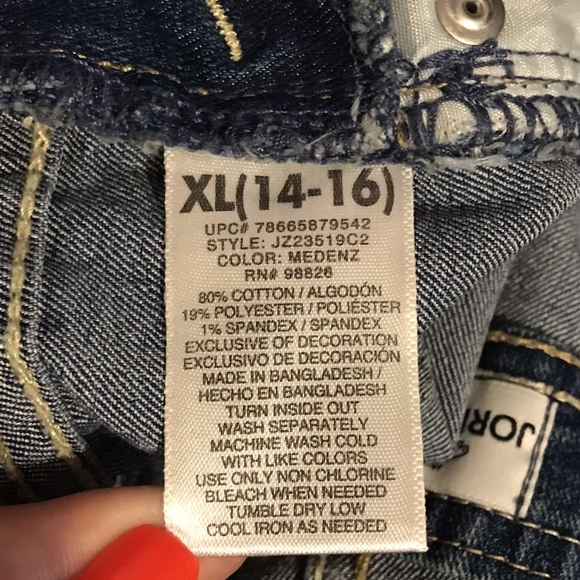 XL(14-16)
UPC# 78665879542
STYLE: JZ23519C2
COLOR: MEDENZ
RN# 98826
80% COTTON / ALGODÓN
19% POLYESTER / POLIÉSTER
1% SPANDEX / SPANDEX
EXCLUSIVE OF DECORATION
EXCLUSIVO DE DECORACIÓN
MADE IN BANGLADESH /
HECHO EN BANGLADESH
TURN INSIDE OUT
WASH SEPARATELY
MACHINE WASH COLD
WITH LIKE COLORS
USE ONLY NON CHLORINE
BLEACH WHEN NEEDED
TUMBLE DRY LOW
COOL IRON AS NEEDED